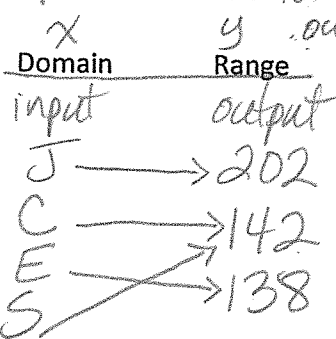 x y
Domain Range
input output
J 202
C 142
E 138
S